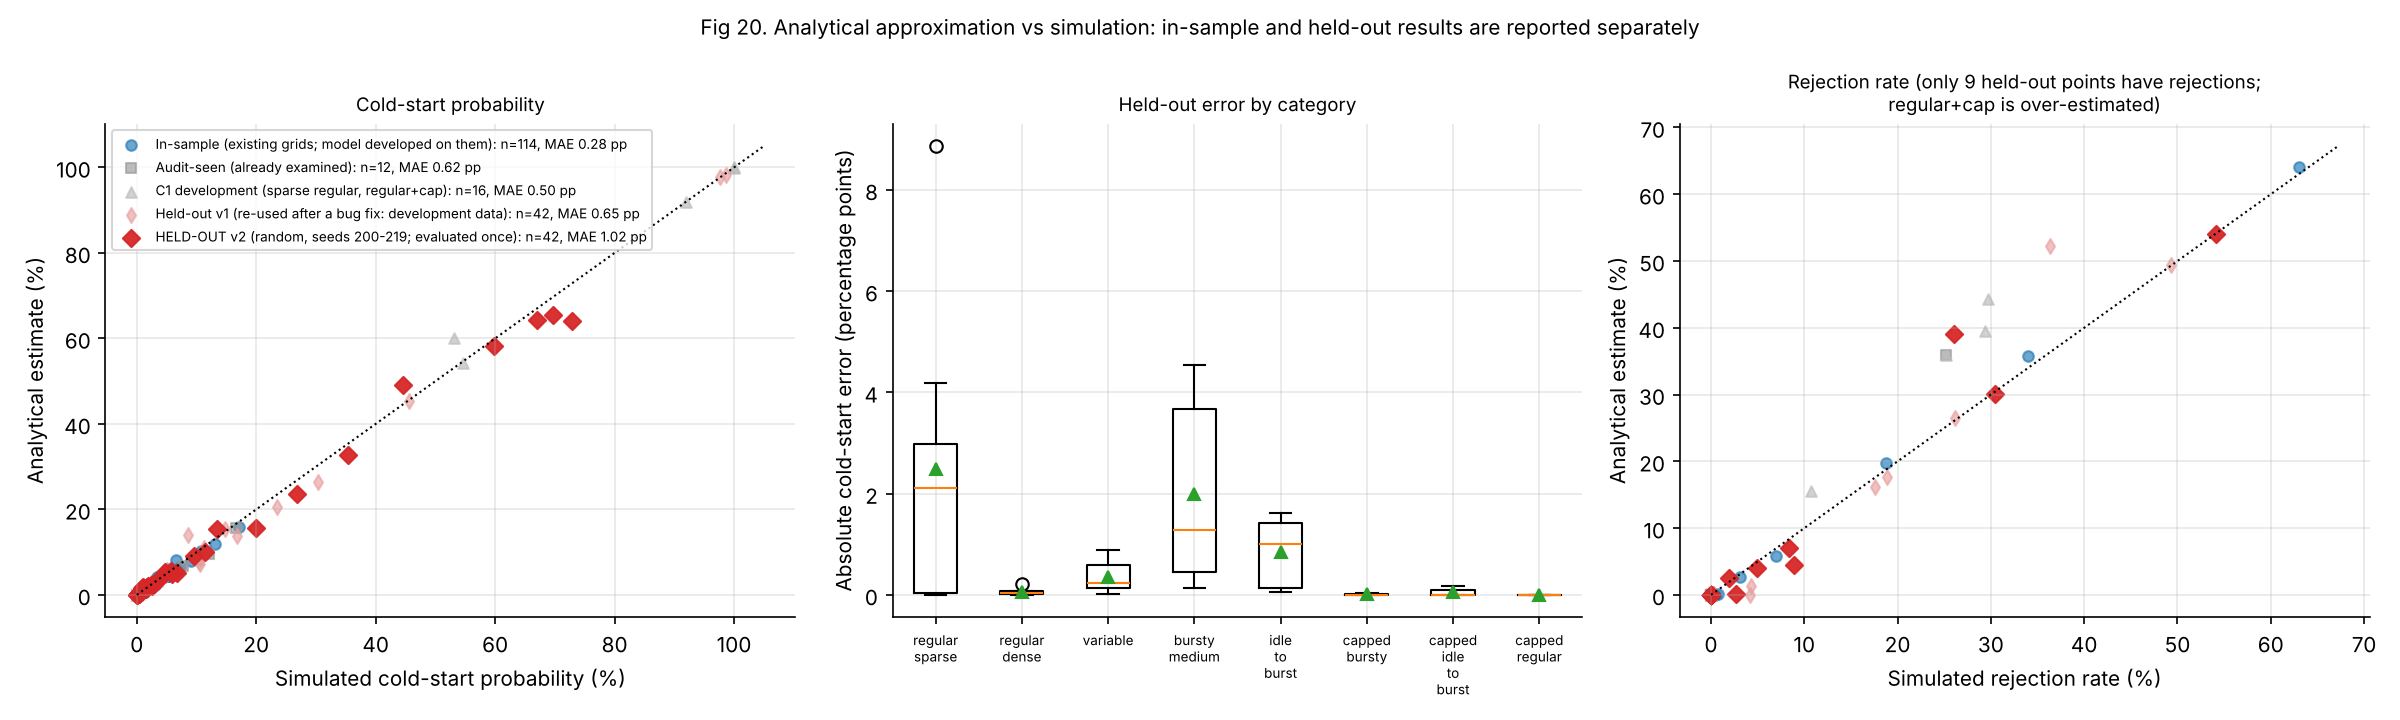 Fig 20. Analytical approximation vs simulation: in-sample and held-out results are reported separately
Cold-start probability
In-sample (existing grids; model developed on them): n=114, MAE 0.28 pp
Audit-seen (already examined): n=12, MAE 0.62 pp
C1 development (sparse regular, regular+cap): n=16, MAE 0.50 pp
Held-out v1 (re-used after a bug fix: development data): n=42, MAE 0.65 pp
HELD-OUT v2 (random, seeds 200-219; evaluated once): n=42, MAE 1.02 pp
Analytical estimate (%)
100
80
60
40
20
0
0 20 40 60 80 100
Simulated cold-start probability (%)
Held-out error by category
Absolute cold-start error (percentage points)
8
6
4
2
0
regular
sparse
regular
dense
variable
bursty
medium
idle
to
burst
capped
bursty
capped
idle
to
burst
capped
regular
Rejection rate (only 9 held-out points have rejections;
regular+cap is over-estimated)
Analytical estimate (%)
70
60
50
40
30
20
10
0
0 10 20 30 40 50 60 70
Simulated rejection rate (%)